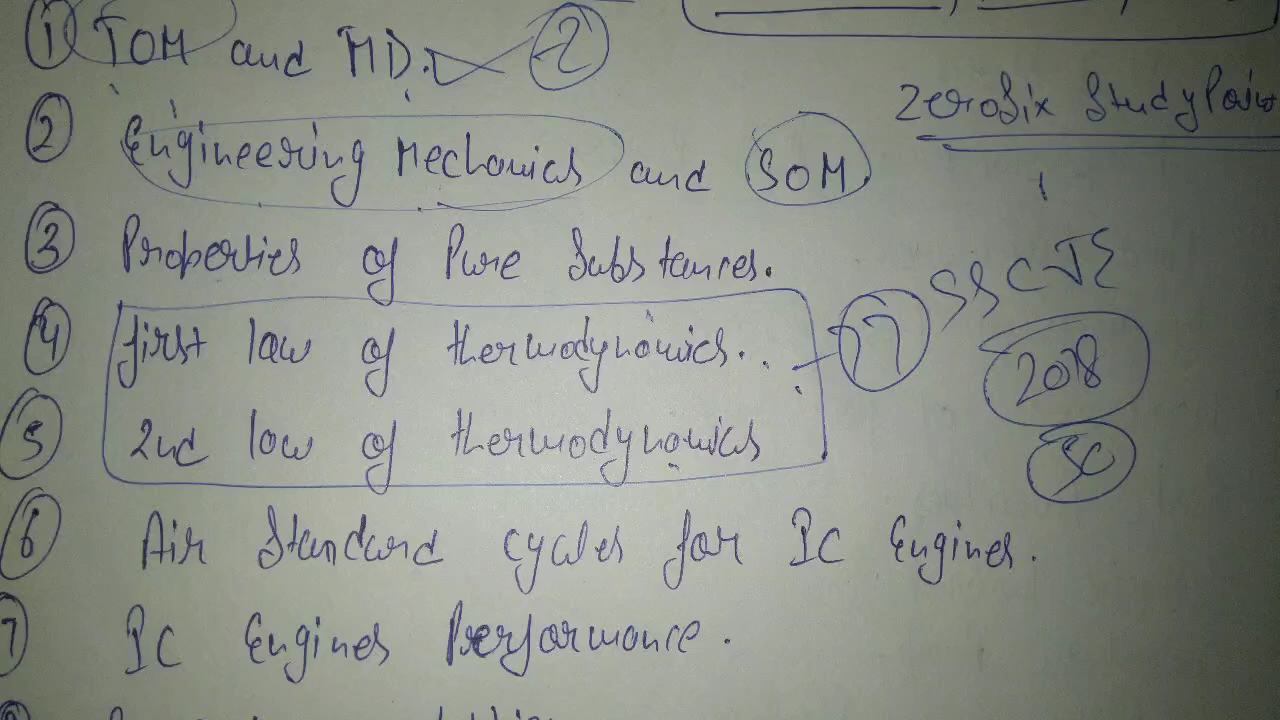 ① TOM and MD. 2
ZeroSix StudyPoint
② Engineering Mechanics and SOM.
③ Properties of Pure Substances.
SSC JE
④ first law of thermodynamics. 17
2018
⑤ 2nd law of thermodynamics
⑥ Air Standard cycles for IC Engines.
7 IC Engines Performance.